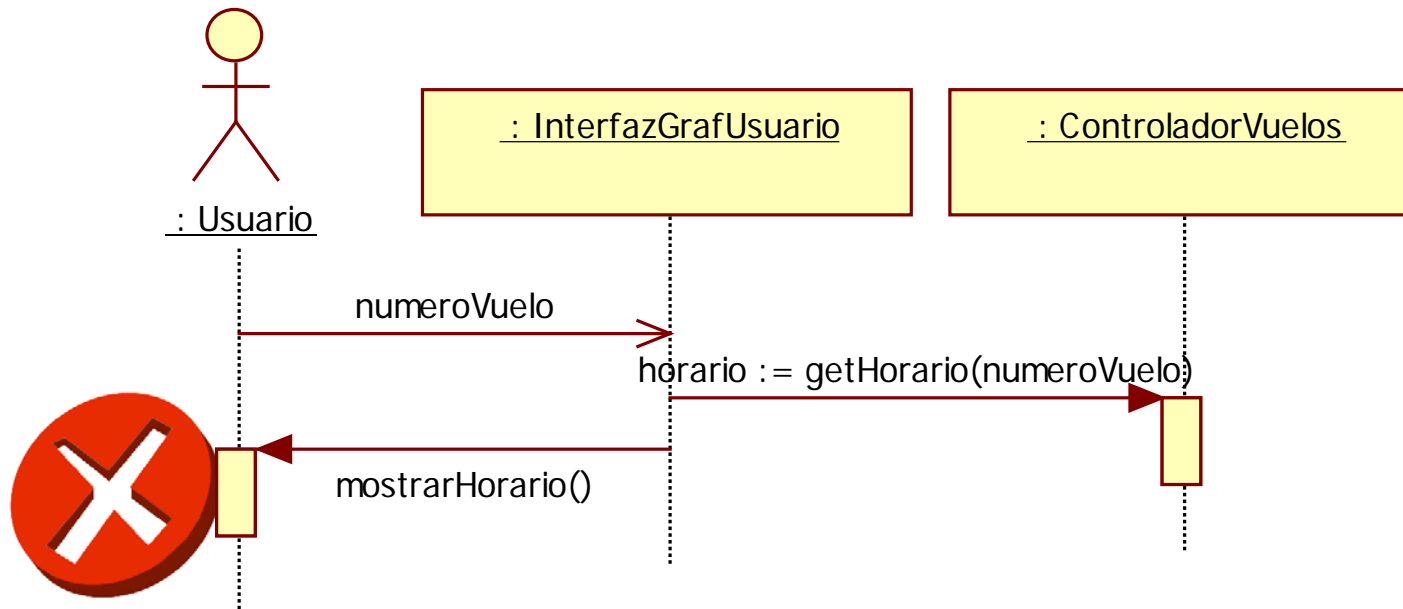 : InterfazGrafUsuario
: ControladorVuelos
: Usuario
numeroVuelo
horario := getHorario(numeroVuelo)
mostrarHorario()